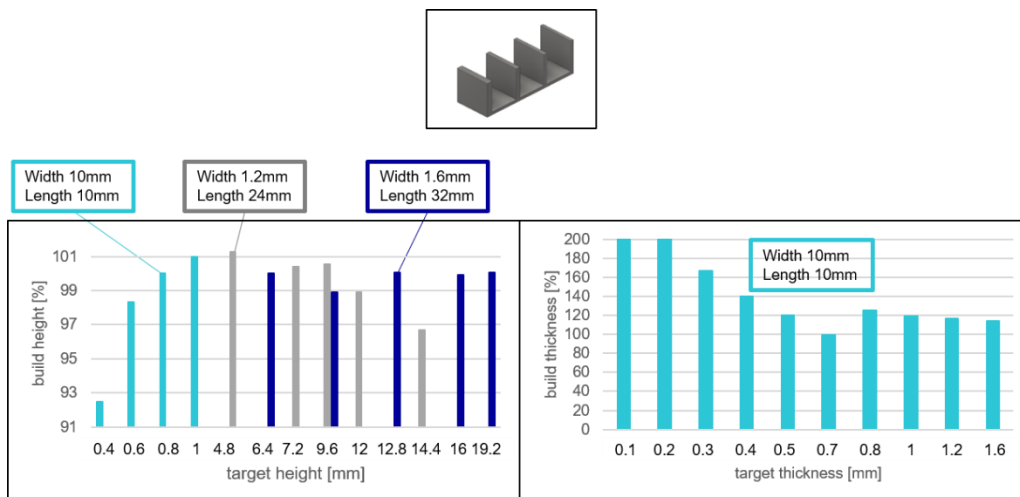 Width 10mm
Length 10mm
Width 1.2mm
Length 24mm
Width 1.6mm
Length 32mm
build height [%]
101
99
97
95
93
91
0.4 0.6 0.8 1 4.8 6.4 7.2 9.6 12 12.8 14.4 16 19.2
target height [mm]
build thickness [%]
200
180
160
140
120
100
80
60
40
20
0
Width 10mm
Length 10mm
0.1 0.2 0.3 0.4 0.5 0.7 0.8 1 1.2 1.6
target thickness [mm]